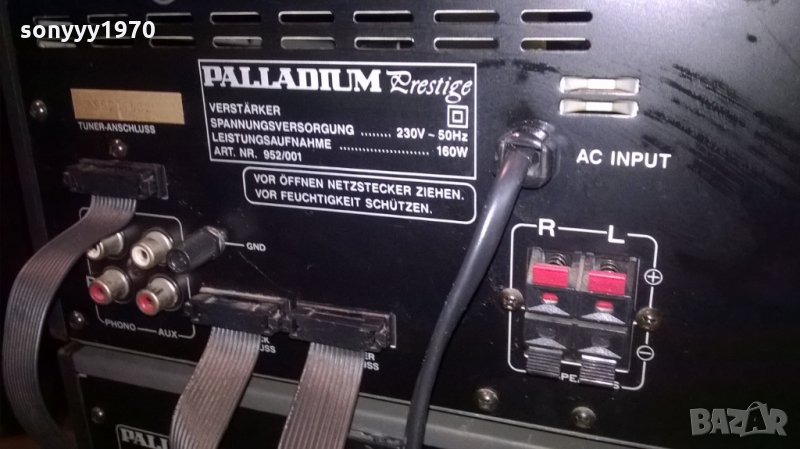 sonyyy1970
PALLADIUM Prestige
VERSTÄRKER
SPANNUNGSVERSORGUNG ........ 230V~50Hz
LEISTUNGSAUFNAHME .................... 160W
ART. NR. 952/001
TUNER-ANSCHLUSS
VOR ÖFFNEN NETZSTECKER ZIEHEN.
VOR FEUCHTIGKEIT SCHÜTZEN.
AC INPUT
R L
GND
+
−
PHONO AUX
BAZAR